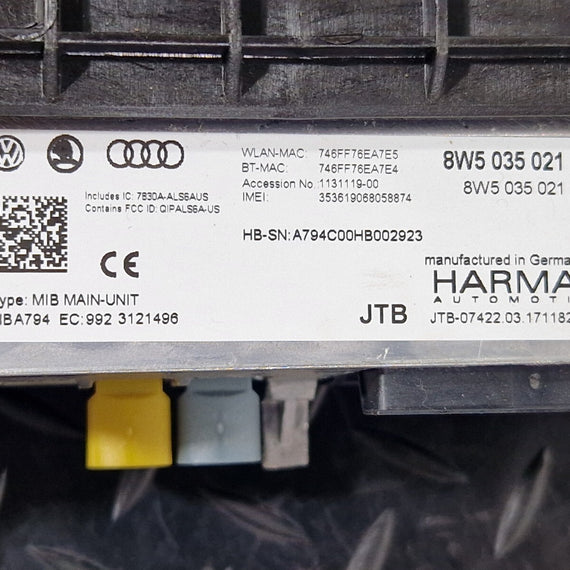 WLAN-MAC: 746FF76EA7E5
BT-MAC: 746FF76EA7E4
Accession No.: 1131119-00
IMEI: 353619068058874
8W5 035 021
8W5 035 021
Includes IC: 7830A-ALS6AUS
Contains FCC ID: QIPALS6A-US
HB-SN: A794C00HB002923
CE
manufactured in Germa
HARMA
AUTOMOTI
ype: MIB MAIN-UNIT
IBA794 EC: 992 3121496
JTB
JTB-07422.03.171182